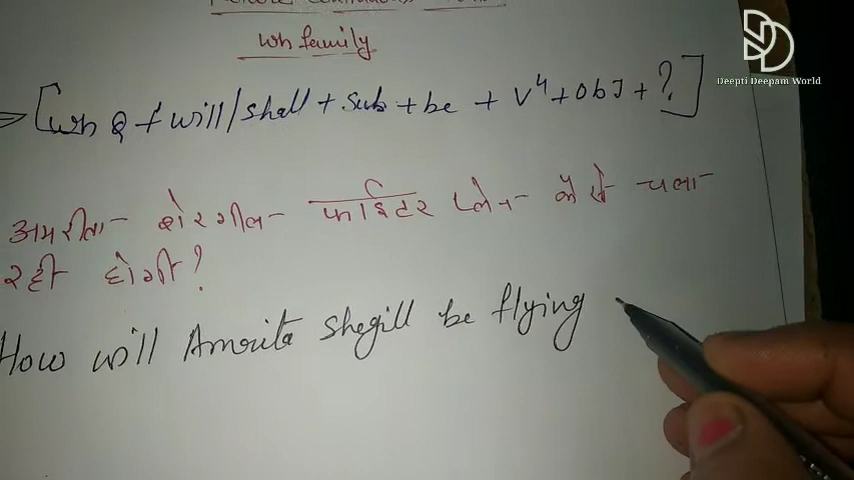 Wh family
Deepti Deepam World
⇒ [Wh Q + will/shall + Sub + be + V⁴ + Obj + ?]
अमरीता शेरगील फाइटर प्लेन कैसे चला
रही होगी?
How will Amrita Shegill be flying